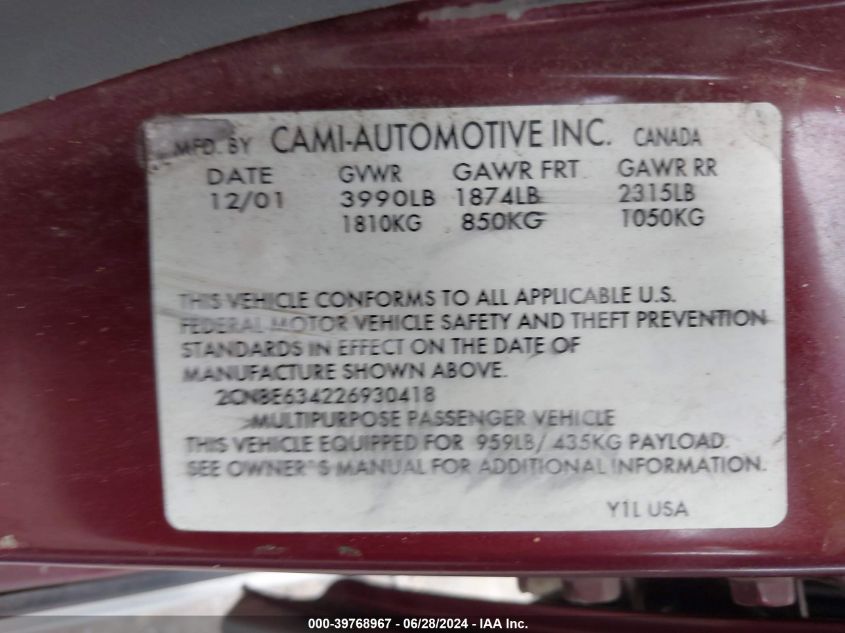 MFD. BY CAMI-AUTOMOTIVE INC. CANADA
DATE GVWR GAWR FRT. GAWR RR
12/01 3990LB 1874LB 2315LB
1810KG 850KG 1050KG
THIS VEHICLE CONFORMS TO ALL APPLICABLE U.S.
FEDERAL MOTOR VEHICLE SAFETY AND THEFT PREVENTION
STANDARDS IN EFFECT ON THE DATE OF
MANUFACTURE SHOWN ABOVE.
2CNBE634226930418
MULTIPURPOSE PASSENGER VEHICLE
THIS VEHICLE EQUIPPED FOR 959LB/ 435KG PAYLOAD.
SEE OWNER"S MANUAL FOR ADDITIONAL INFORMATION.
Y1L USA
000-39768967 - 06/28/2024 - IAA Inc.